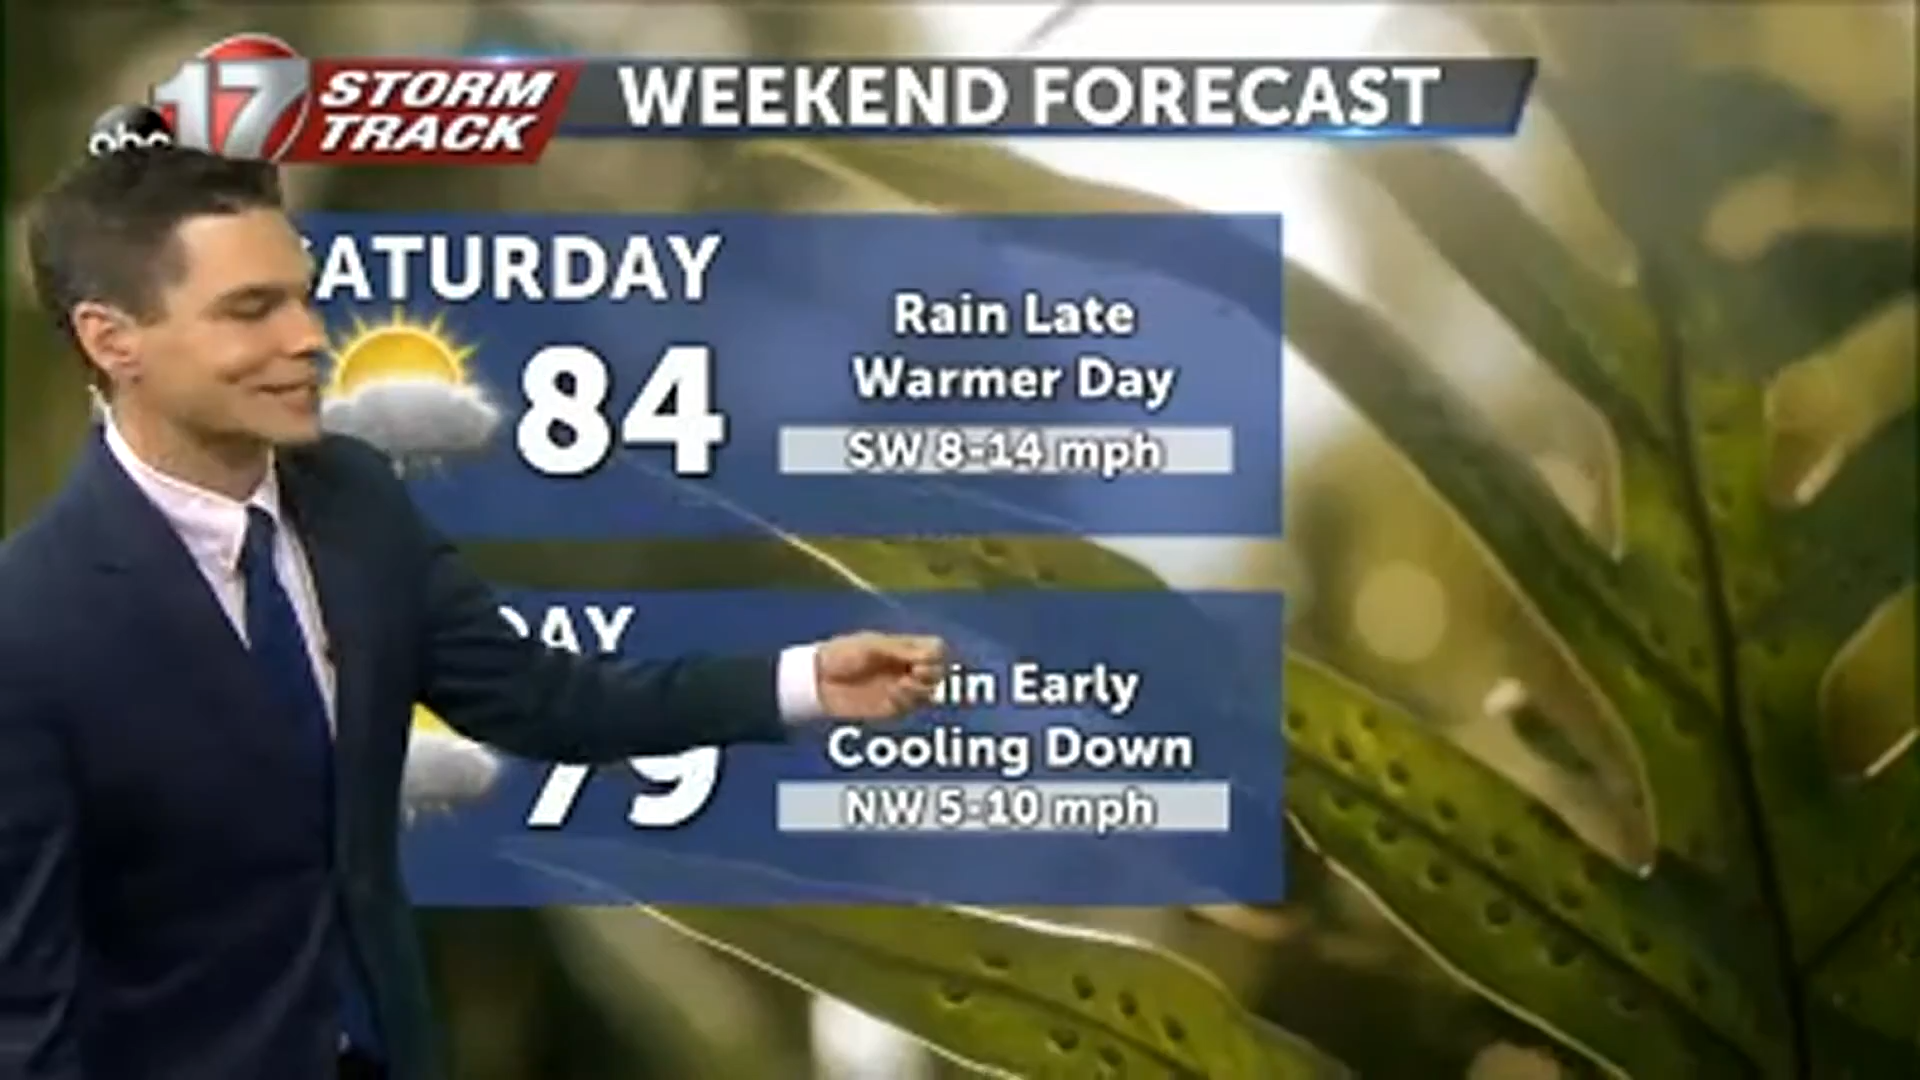 abc 17 STORM TRACK
WEEKEND FORECAST
ATURDAY
84
Rain Late
Warmer Day
SW 8-14 mph
AY
79
in Early
Cooling Down
NW 5-10 mph